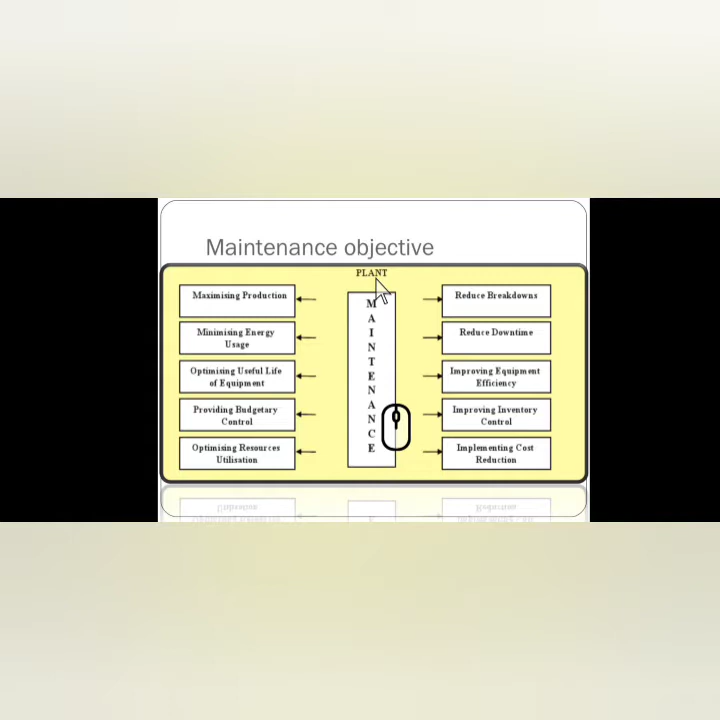 Maintenance objective
PLANT
Maximising Production
Minimising Energy
Usage
Optimising Useful Life
of Equipment
Providing Budgetary
Control
Optimising Resources
Utilisation
M
A
I
N
T
E
N
A
N
C
E
Reduce Breakdowns
Reduce Downtime
Improving Equipment
Efficiency
Improving Inventory
Control
Implementing Cost
Reduction